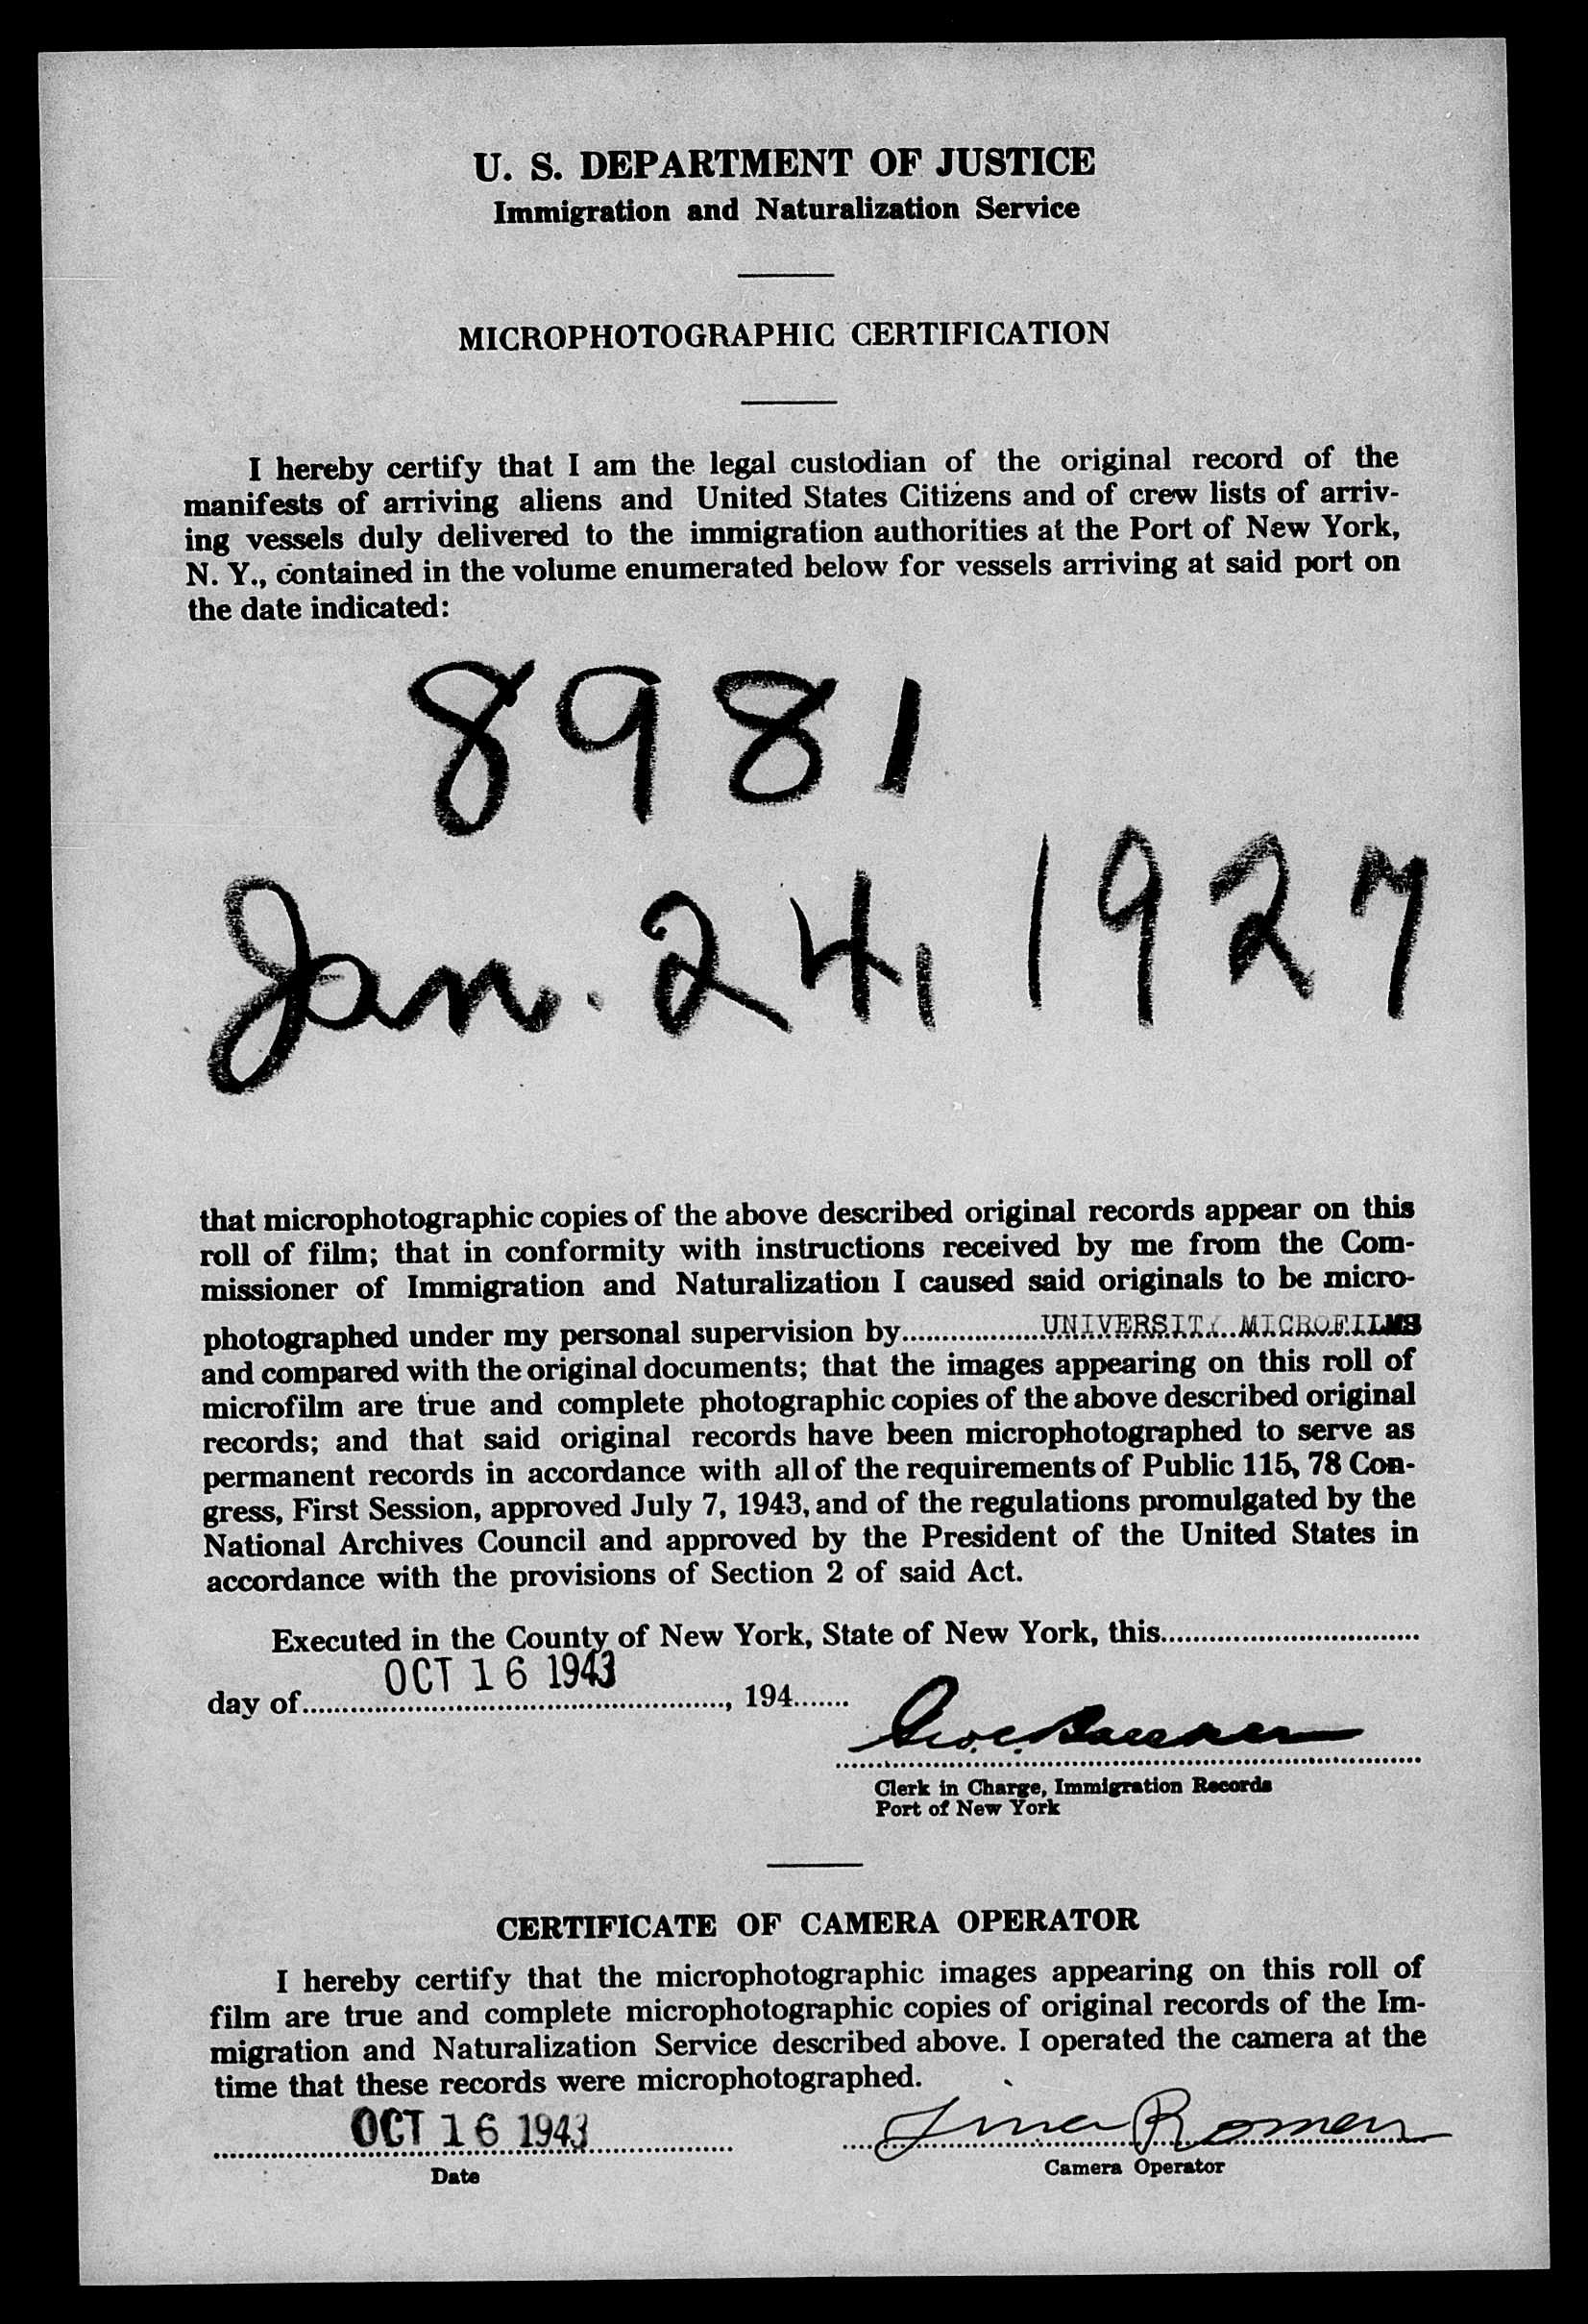 U. S. DEPARTMENT OF JUSTICE
Immigration and Naturalization Service
MICROPHOTOGRAPHIC CERTIFICATION
I hereby certify that I am the legal custodian of the original record of the
manifests of arriving aliens and United States Citizens and of crew lists of arriv-
ing vessels duly delivered to the immigration authorities at the Port of New York,
N. Y., contained in the volume enumerated below for vessels arriving at said port on
the date indicated:
8981
Jan. 24, 1927
that microphotographic copies of the above described original records appear on this
roll of film; that in conformity with instructions received by me from the Com-
missioner of Immigration and Naturalization I caused said originals to be micro-
photographed under my personal supervision by.................UNIVERSITY MICROFILMS
and compared with the original documents; that the images appearing on this roll of
microfilm are true and complete photographic copies of the above described original
records; and that said original records have been microphotographed to serve as
permanent records in accordance with all of the requirements of Public 115, 78 Con-
gress, First Session, approved July 7, 1943, and of the regulations promulgated by the
National Archives Council and approved by the President of the United States in
accordance with the provisions of Section 2 of said Act.
Executed in the County of New York, State of New York, this................................
OCT 16 1943
day of...................................................., 194.......
Clerk in Charge, Immigration Records
Port of New York
CERTIFICATE OF CAMERA OPERATOR
I hereby certify that the microphotographic images appearing on this roll of
film are true and complete microphotographic copies of original records of the Im-
migration and Naturalization Service described above. I operated the camera at the
time that these records were microphotographed.
OCT 16 1943
Date
Camera Operator